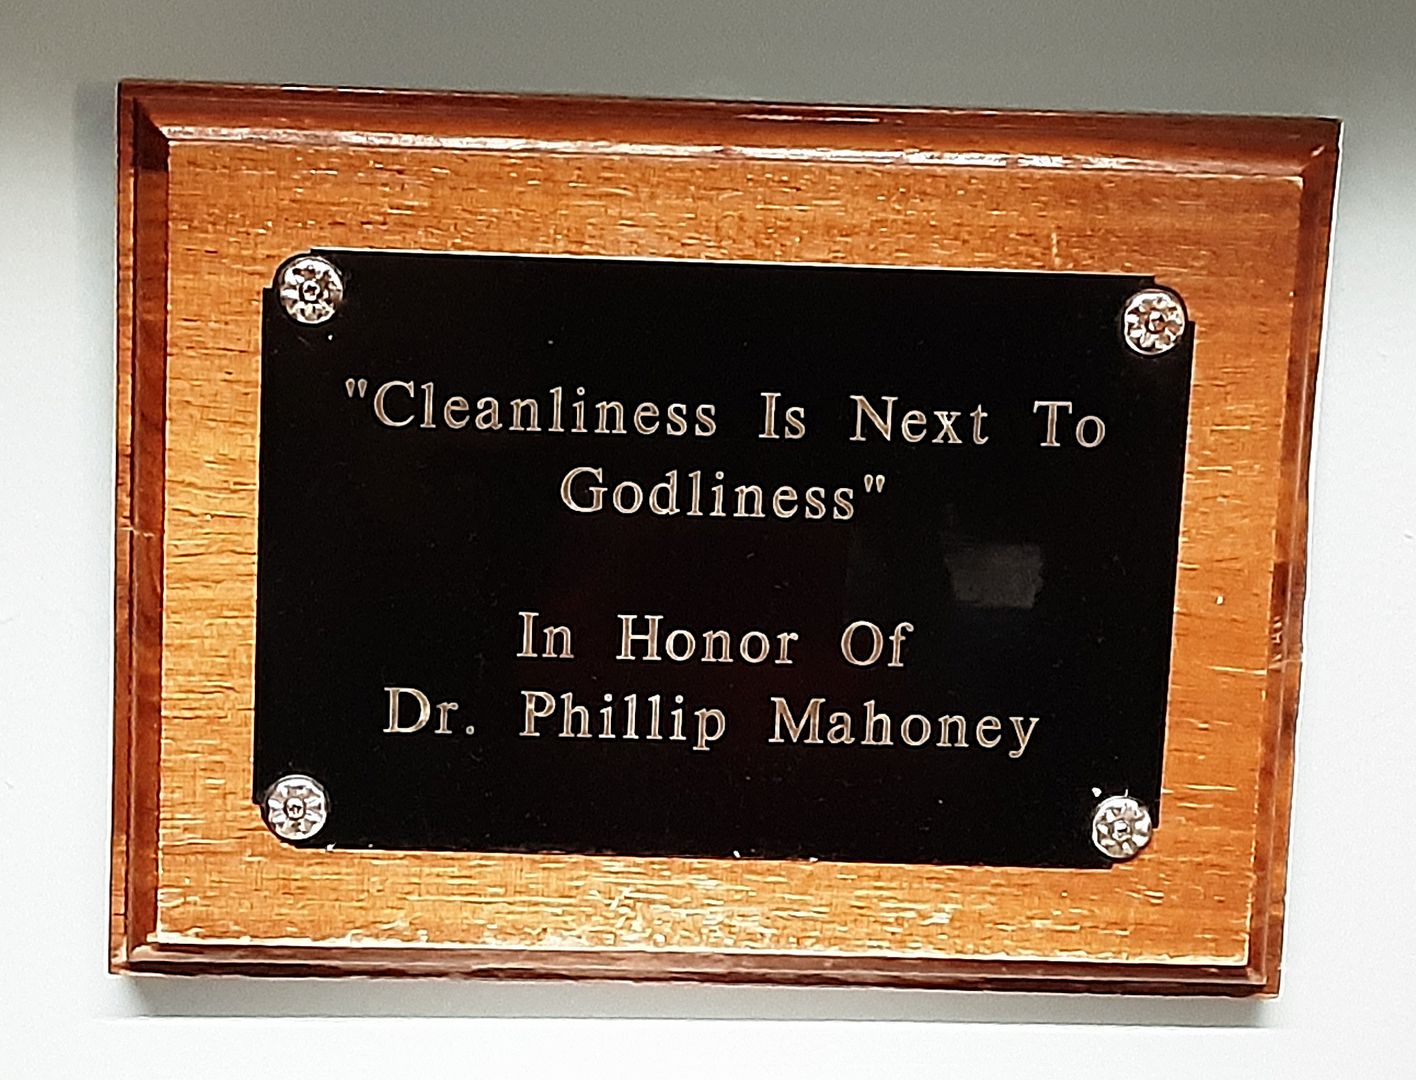 "Cleanliness Is Next To
Godliness"
In Honor Of
Dr. Phillip Mahoney